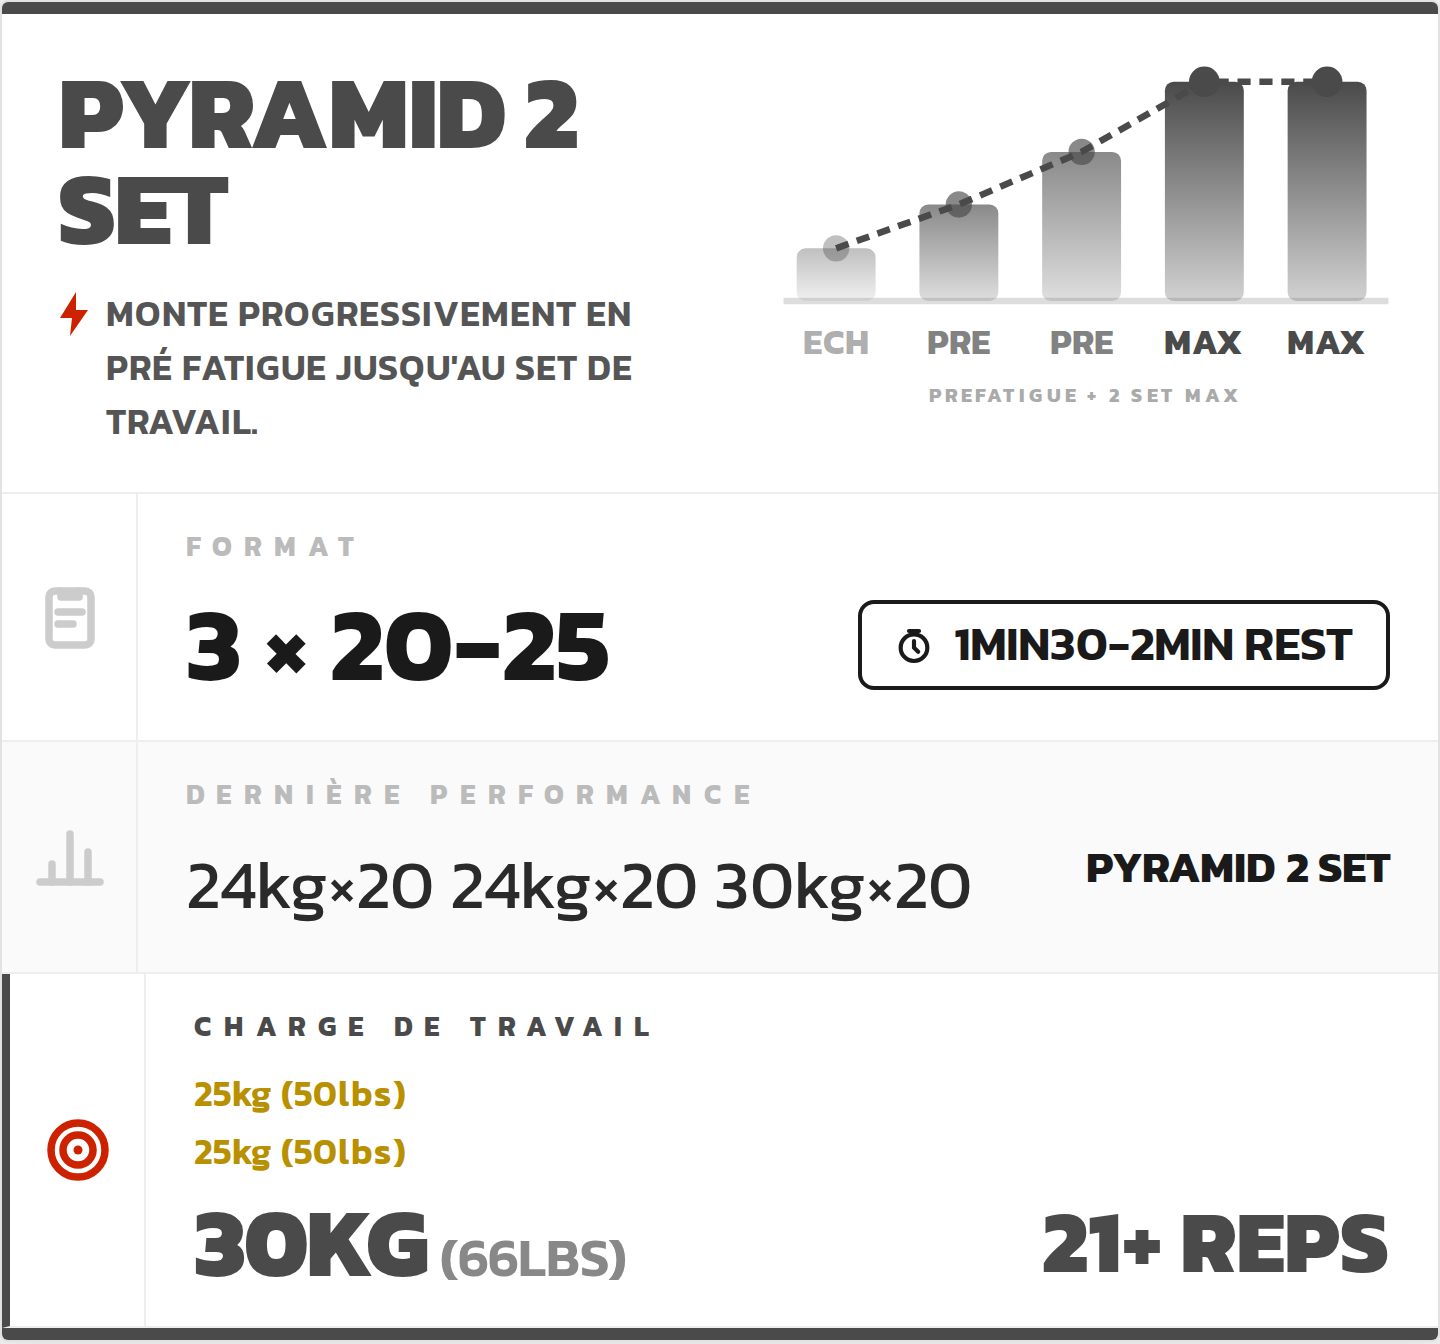 PYRAMID 2
SET
MONTE PROGRESSIVEMENT EN
PRÉ FATIGUE JUSQU'AU SET DE
TRAVAIL.
ECH PRE PRE MAX MAX
PREFATIGUE + 2 SET MAX
FORMAT
3 × 20–25
1MIN30–2MIN REST
DERNIÈRE PERFORMANCE
24kg×20 24kg×20 30kg×20
PYRAMID 2 SET
CHARGE DE TRAVAIL
25kg (50lbs)
25kg (50lbs)
30KG (66LBS)
21+ REPS